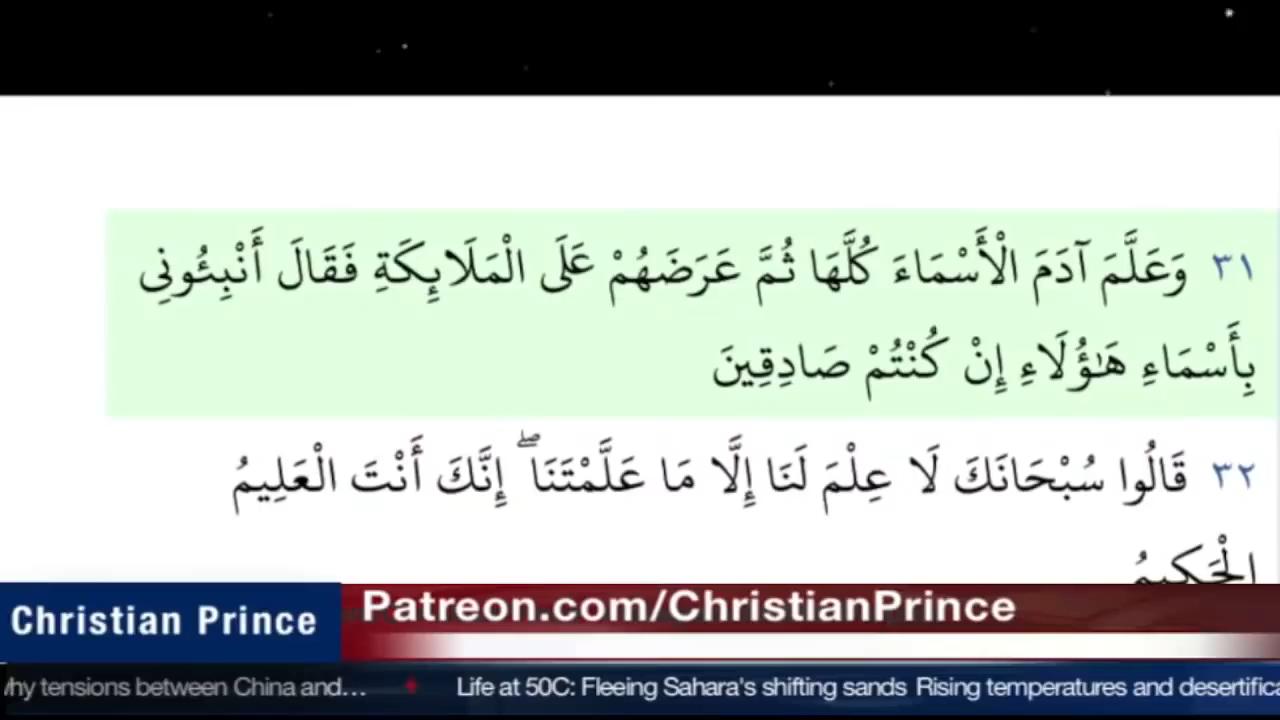 ٣١ وَعَلَّمَ آدَمَ الْأَسْمَاءَ كُلَّهَا ثُمَّ عَرَضَهُمْ عَلَى الْمَلَائِكَةِ فَقَالَ أَنْبِئُونِي
بِأَسْمَاءِ هَٰؤُلَاءِ إِنْ كُنْتُمْ صَادِقِينَ
٣٢ قَالُوا سُبْحَانَكَ لَا عِلْمَ لَنَا إِلَّا مَا عَلَّمْتَنَا ۖ إِنَّكَ أَنْتَ الْعَلِيمُ
الْحَكِيمُ
Patreon.com/ChristianPrince
Christian Prince
hy tensions between China and... Life at 50C: Fleeing Sahara's shifting sands Rising temperatures and desertifica